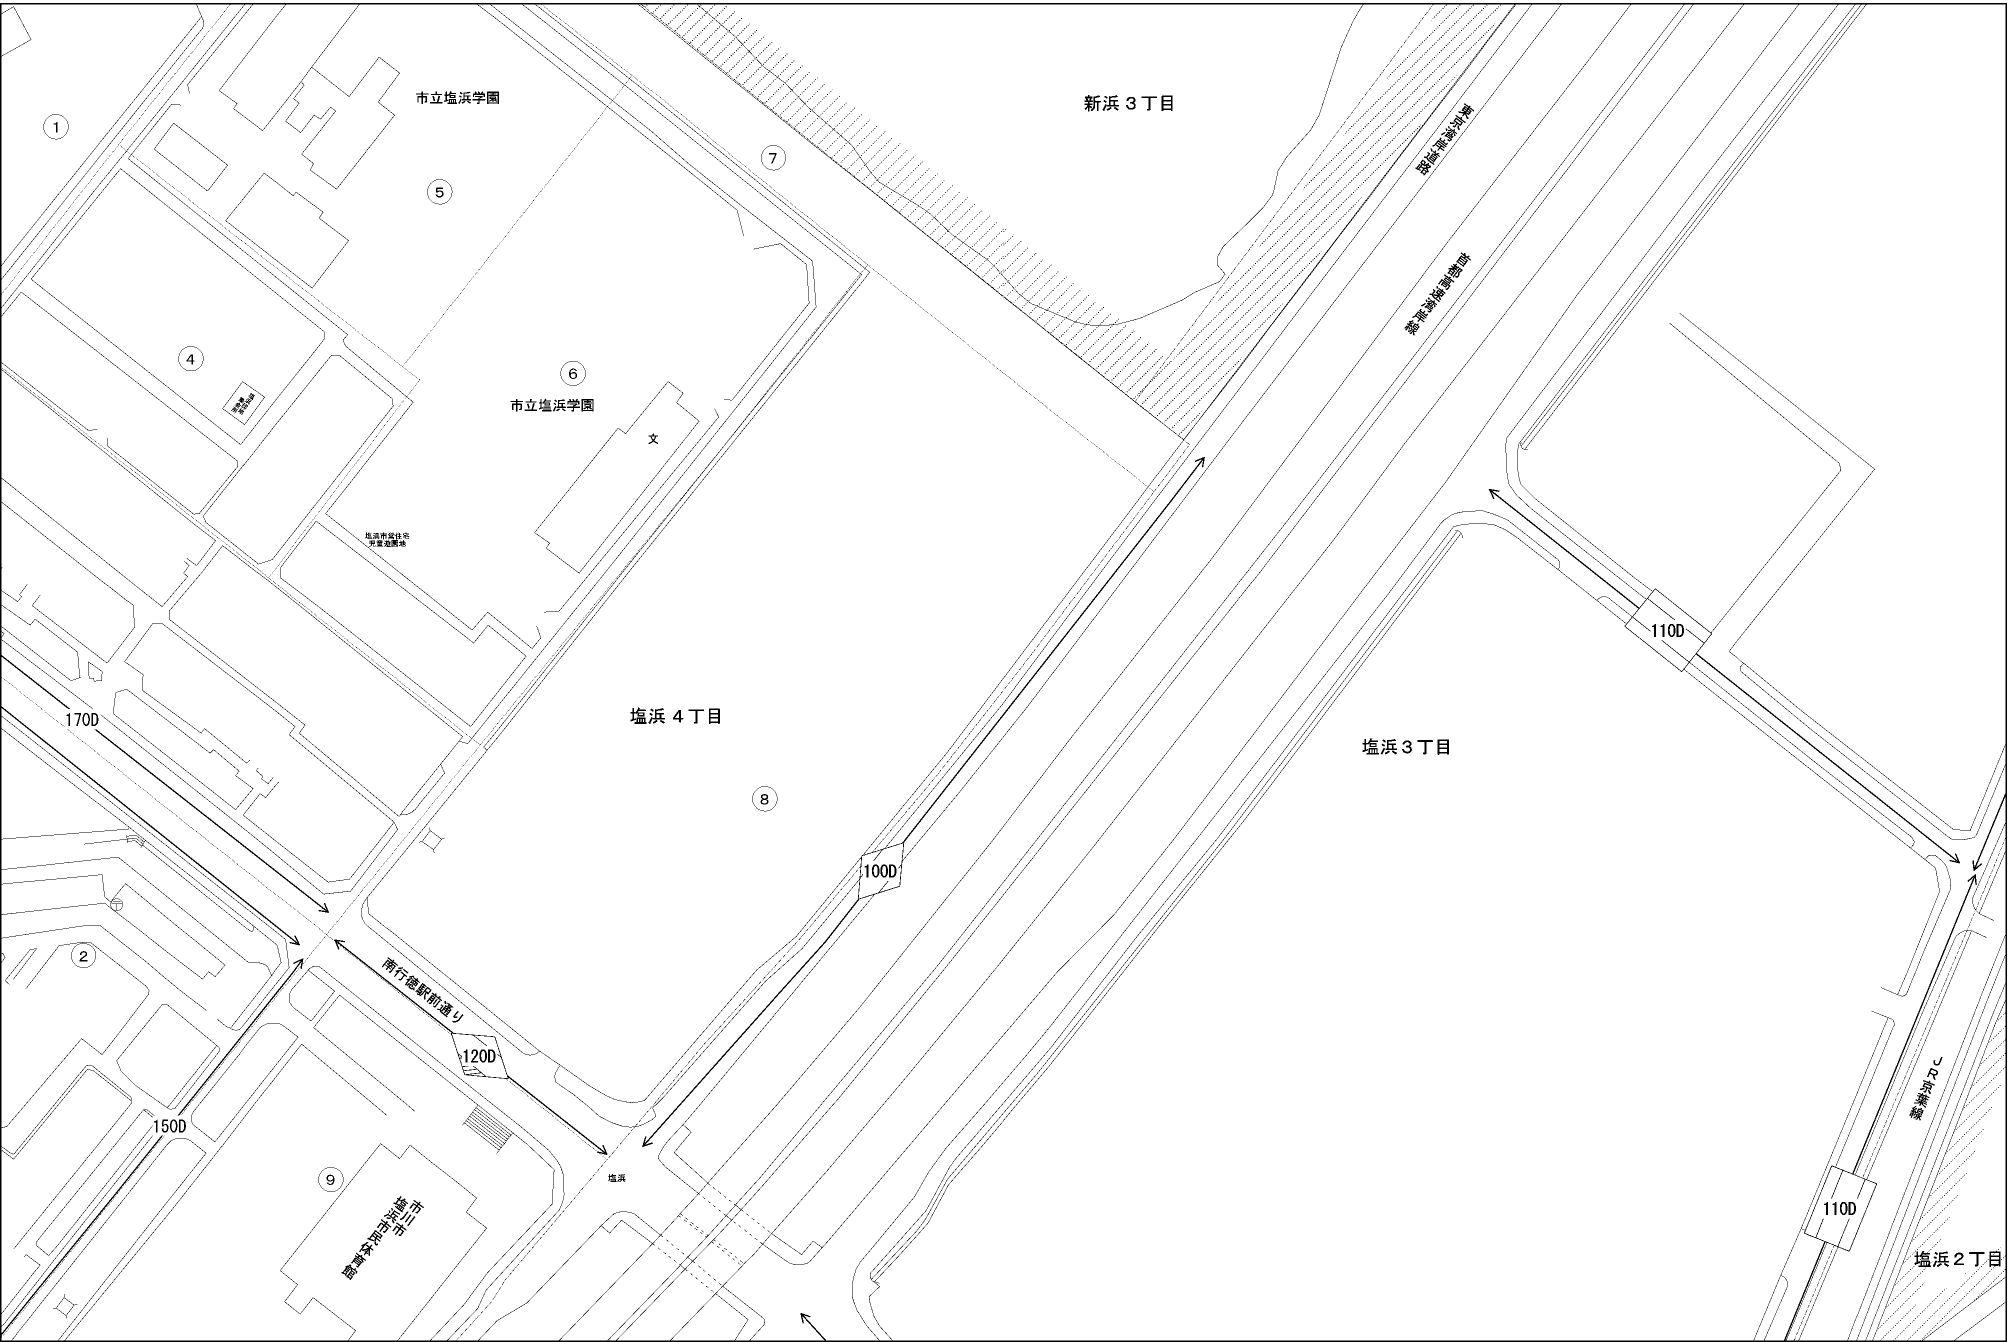 市立塩浜学園
新浜３丁目
①
⑦
東京湾岸道路
⑤
首都高速湾岸線
④
⑥
市立塩浜学園
文
塩浜市営住宅
児童遊園地
110D
170D
塩浜４丁目
塩浜３丁目
⑧
100D
②
南行徳駅前通り
120D
ＪＲ京葉線
150D
⑨
塩浜
市川市
塩浜市民体育館
110D
塩浜２丁目